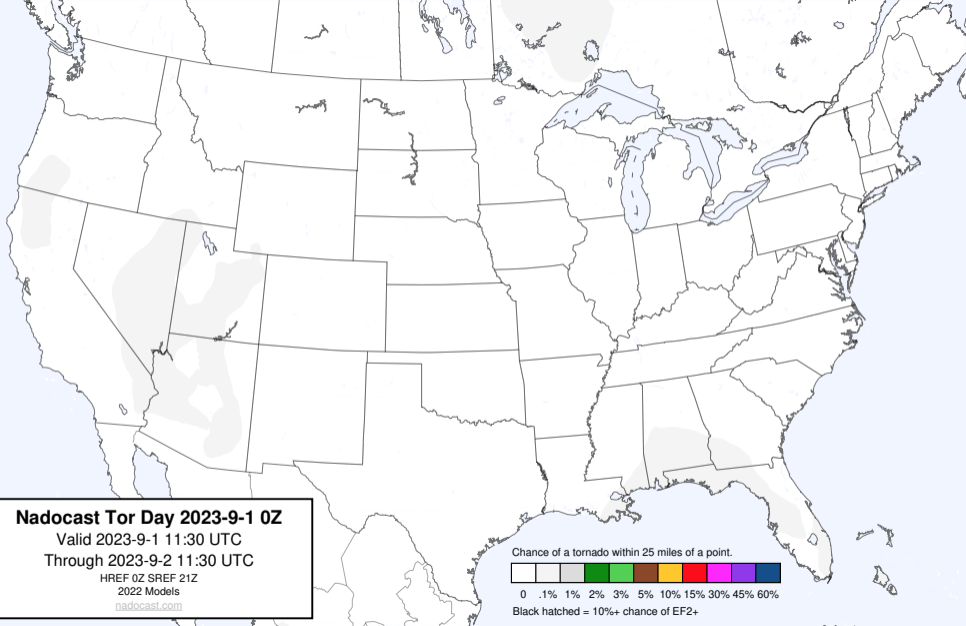 Nadocast Tor Day 2023-9-1 0Z
Valid 2023-9-1 11:30 UTC
Through 2023-9-2 11:30 UTC
HREF 0Z SREF 21Z
2022 Models
nadocast.com
Chance of a tornado within 25 miles of a point.
0 .1% 1% 2% 3% 5% 10% 15% 30% 45% 60%
Black hatched = 10%+ chance of EF2+